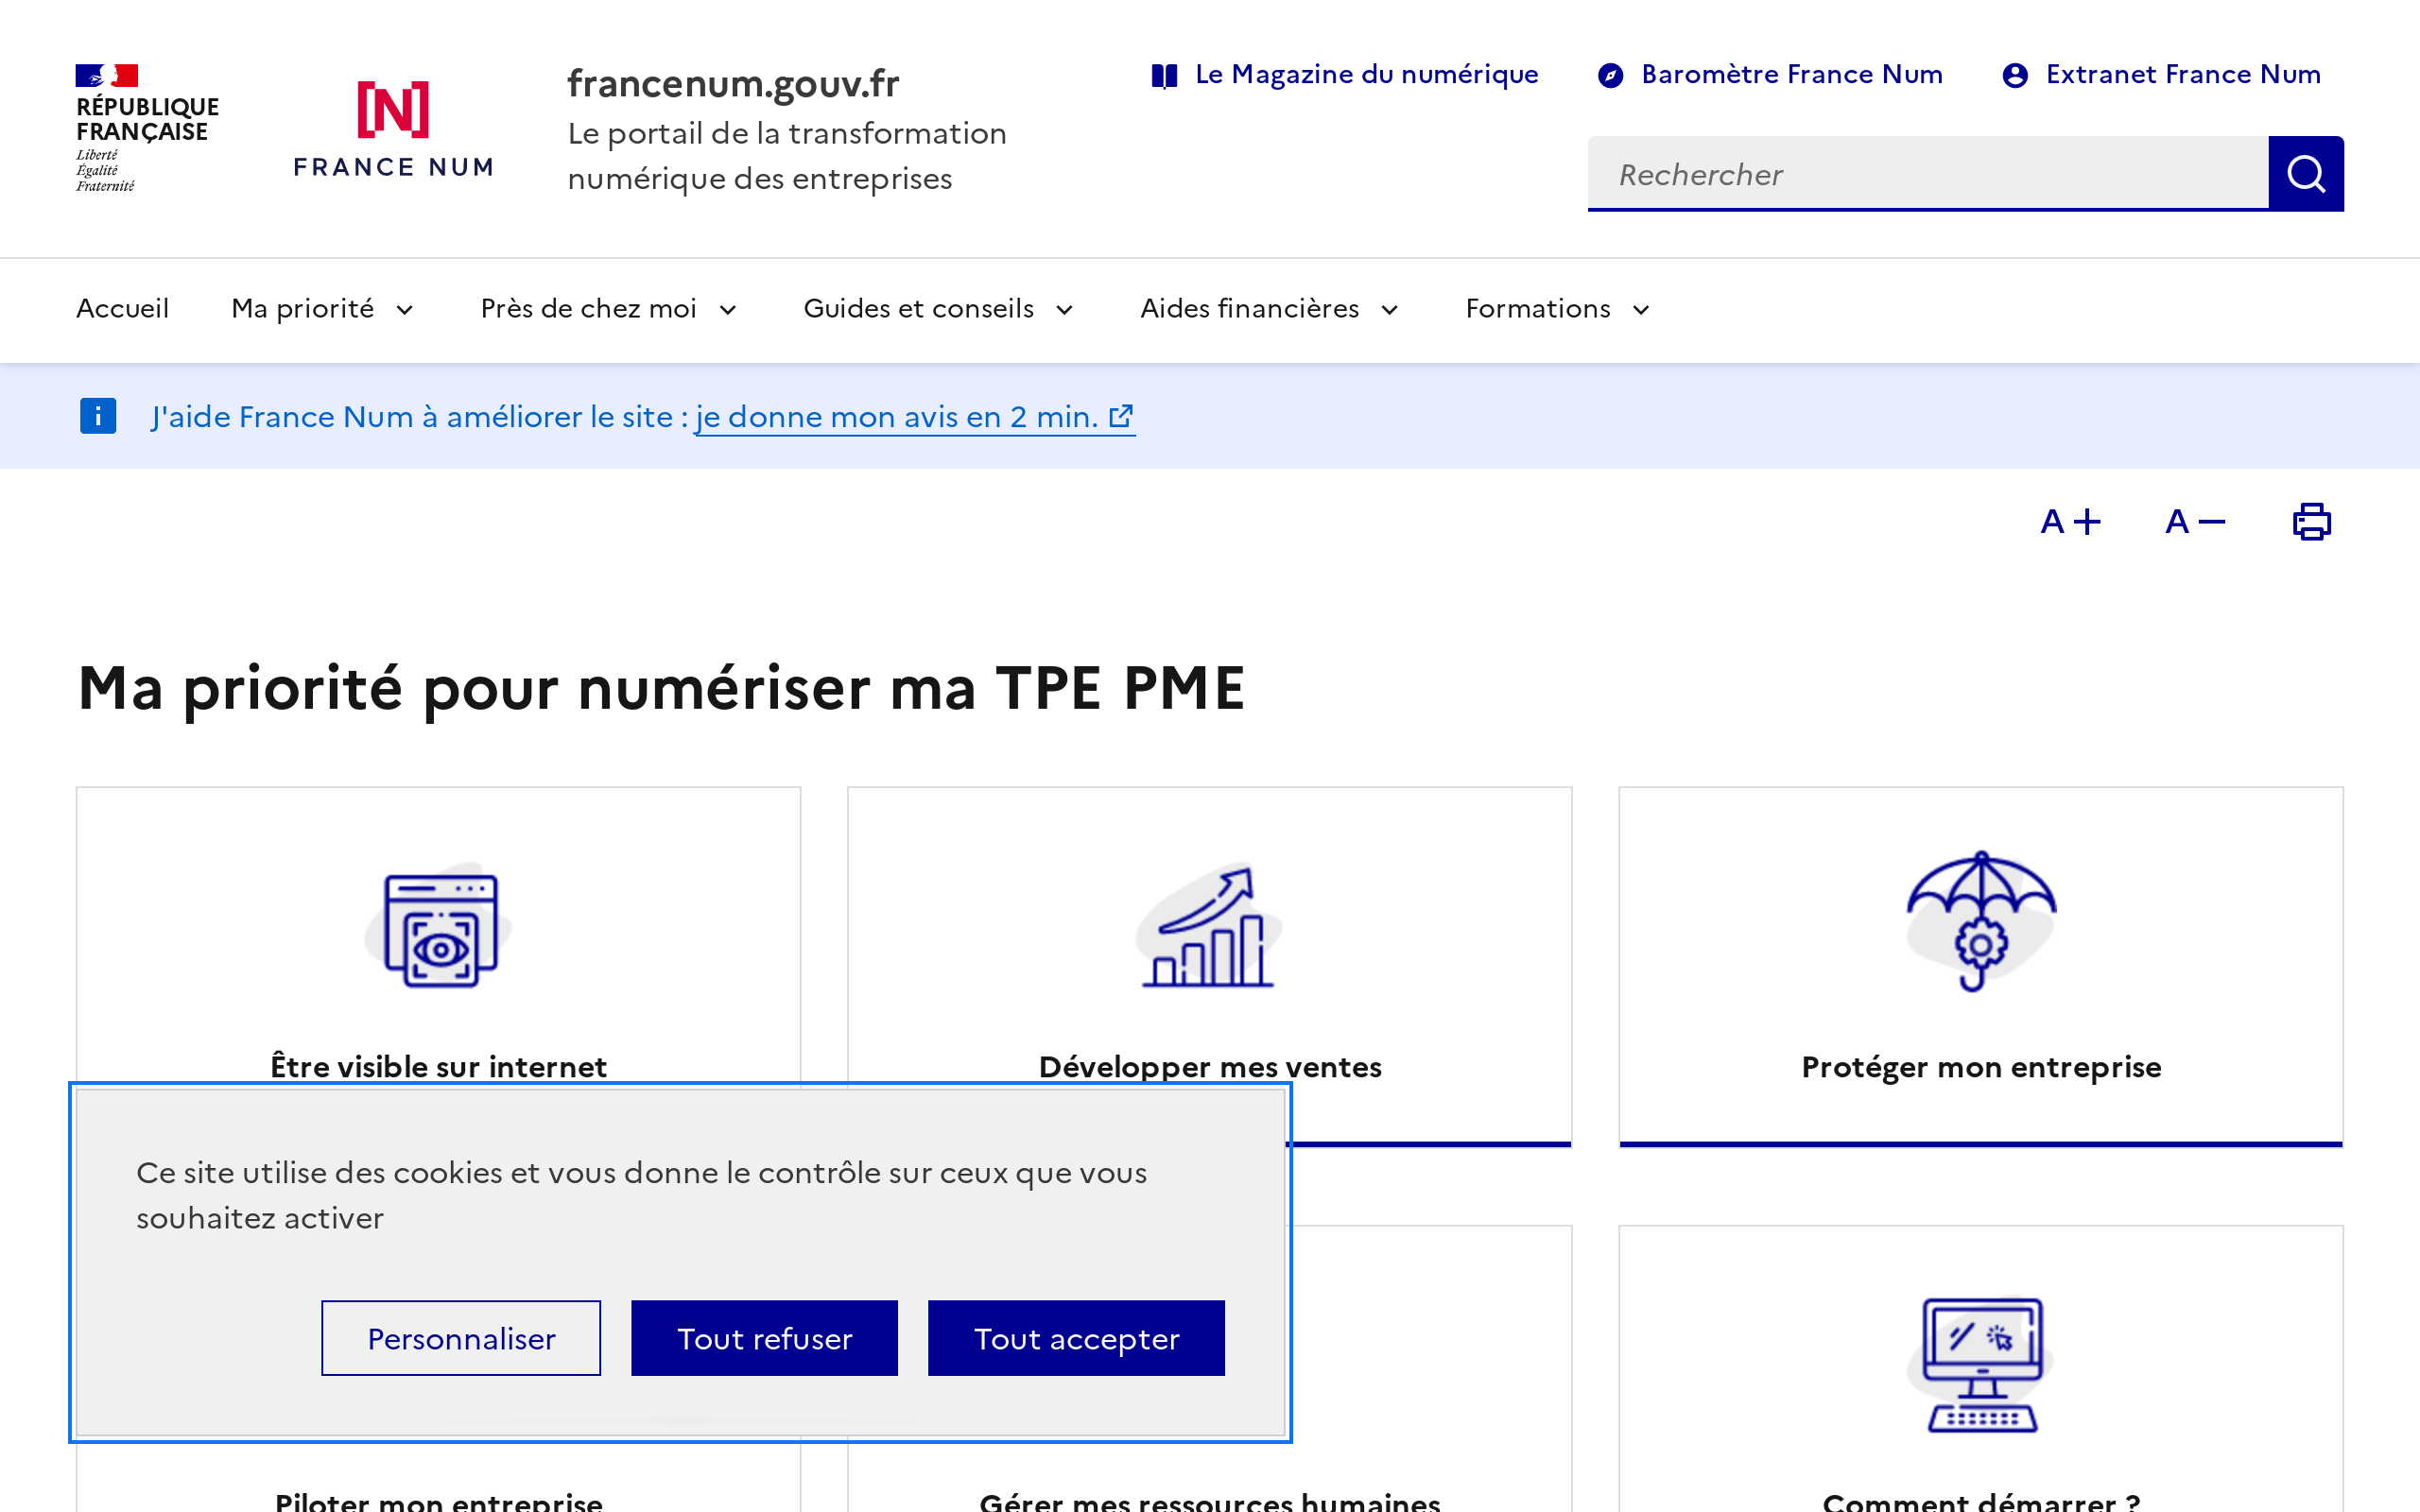 RÉPUBLIQUE
FRANÇAISE
Liberté
Égalité
Fraternité
[N]
FRANCE NUM
francenum.gouv.fr
Le portail de la transformation
numérique des entreprises
Le Magazine du numérique
Baromètre France Num
Extranet France Num
Rechercher
Accueil
Ma priorité
Près de chez moi
Guides et conseils
Aides financières
Formations
J'aide France Num à améliorer le site : je donne mon avis en 2 min.
A+
A−
Ma priorité pour numériser ma TPE PME
Être visible sur internet
Développer mes ventes
Protéger mon entreprise
Ce site utilise des cookies et vous donne le contrôle sur ceux que vous
souhaitez activer
Personnaliser
Tout refuser
Tout accepter
Piloter mon entreprise
Gérer mes ressources humaines
Comment démarrer ?